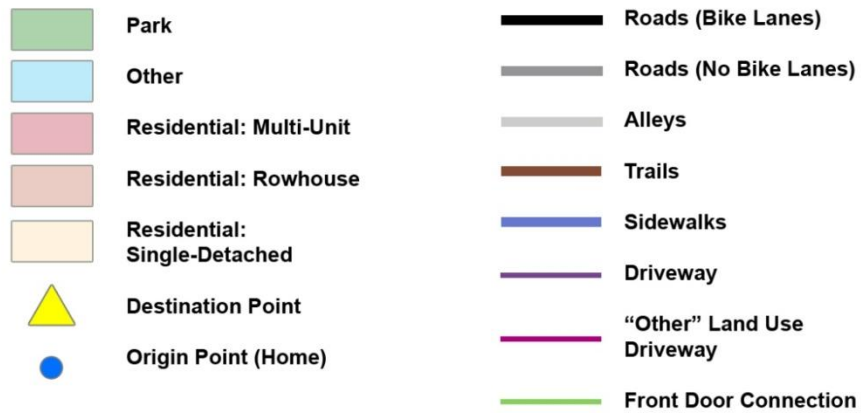 Park
Other
Residential: Multi-Unit
Residential: Rowhouse
Residential:
Single-Detached
Destination Point
Origin Point (Home)
Roads (Bike Lanes)
Roads (No Bike Lanes)
Alleys
Trails
Sidewalks
Driveway
“Other” Land Use
Driveway
Front Door Connection